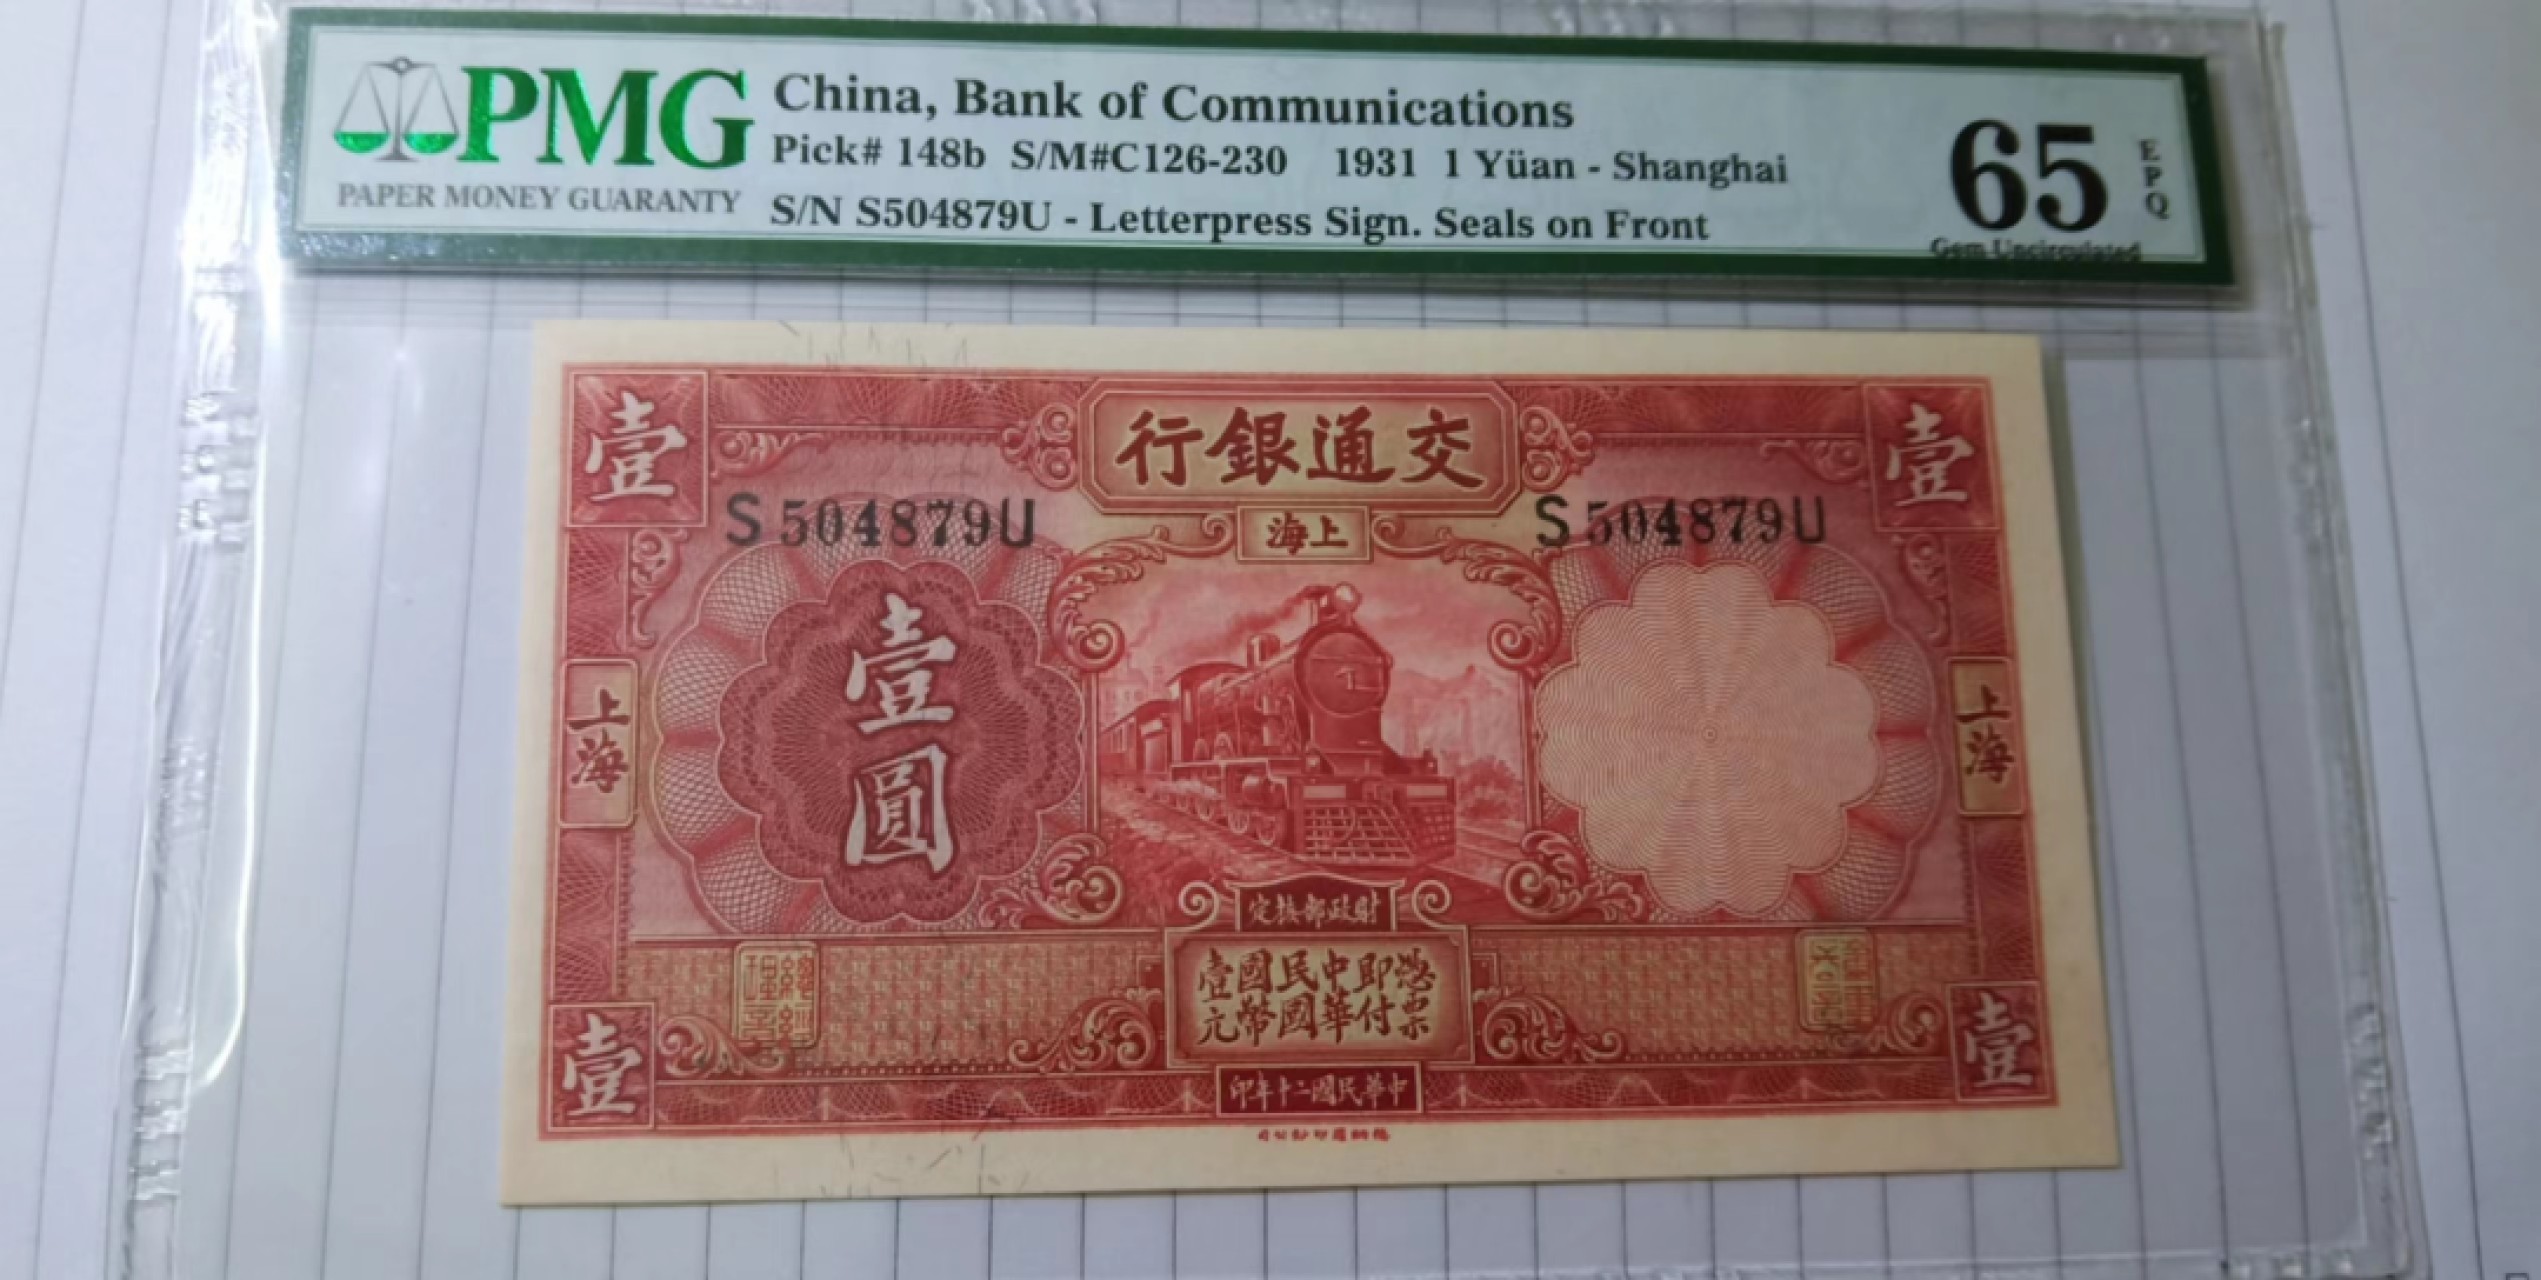 PMG
PAPER MONEY GUARANTY
China, Bank of Communications
Pick# 148b S/M#C126-230 1931 1 Yüan - Shanghai
S/N S504879U - Letterpress Sign. Seals on Front
65
EPQ
Gem Uncirculated
壹
行銀通交
壹
S504879U
海上
S504879U
壹圓
上海
上海
定核部政財
憑票
即付
中華
民國
國幣
壹元
壹
壹
印年十二國民華中